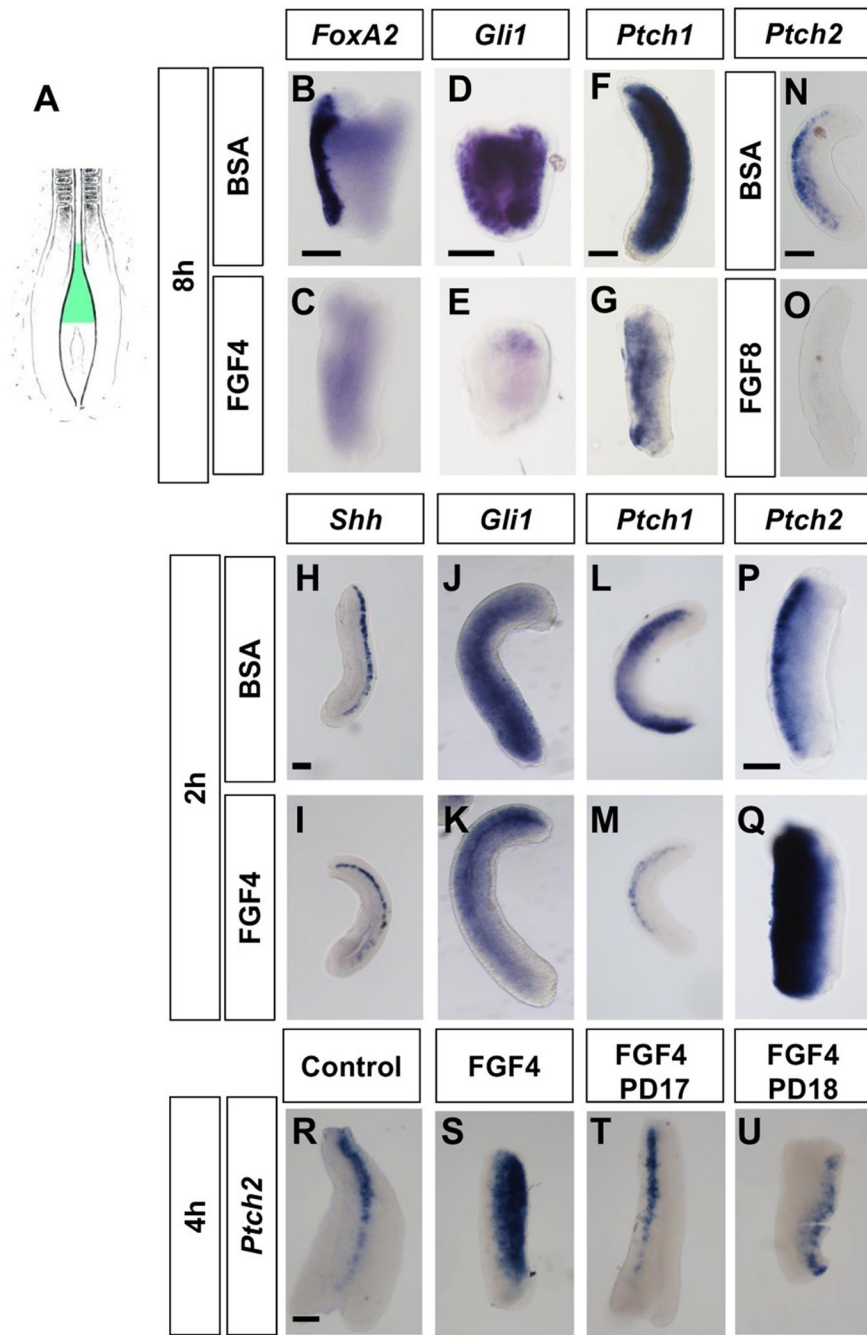 FoxA2 Gli1 Ptch1 Ptch2
A
8h
BSA
B D F N
BSA
FGF4
C E G O
FGF8
Shh Gli1 Ptch1 Ptch2
2h
BSA
H J L P
FGF4
I K M Q
Control FGF4 FGF4 FGF4
PD17 PD18
4h
Ptch2
R S T U